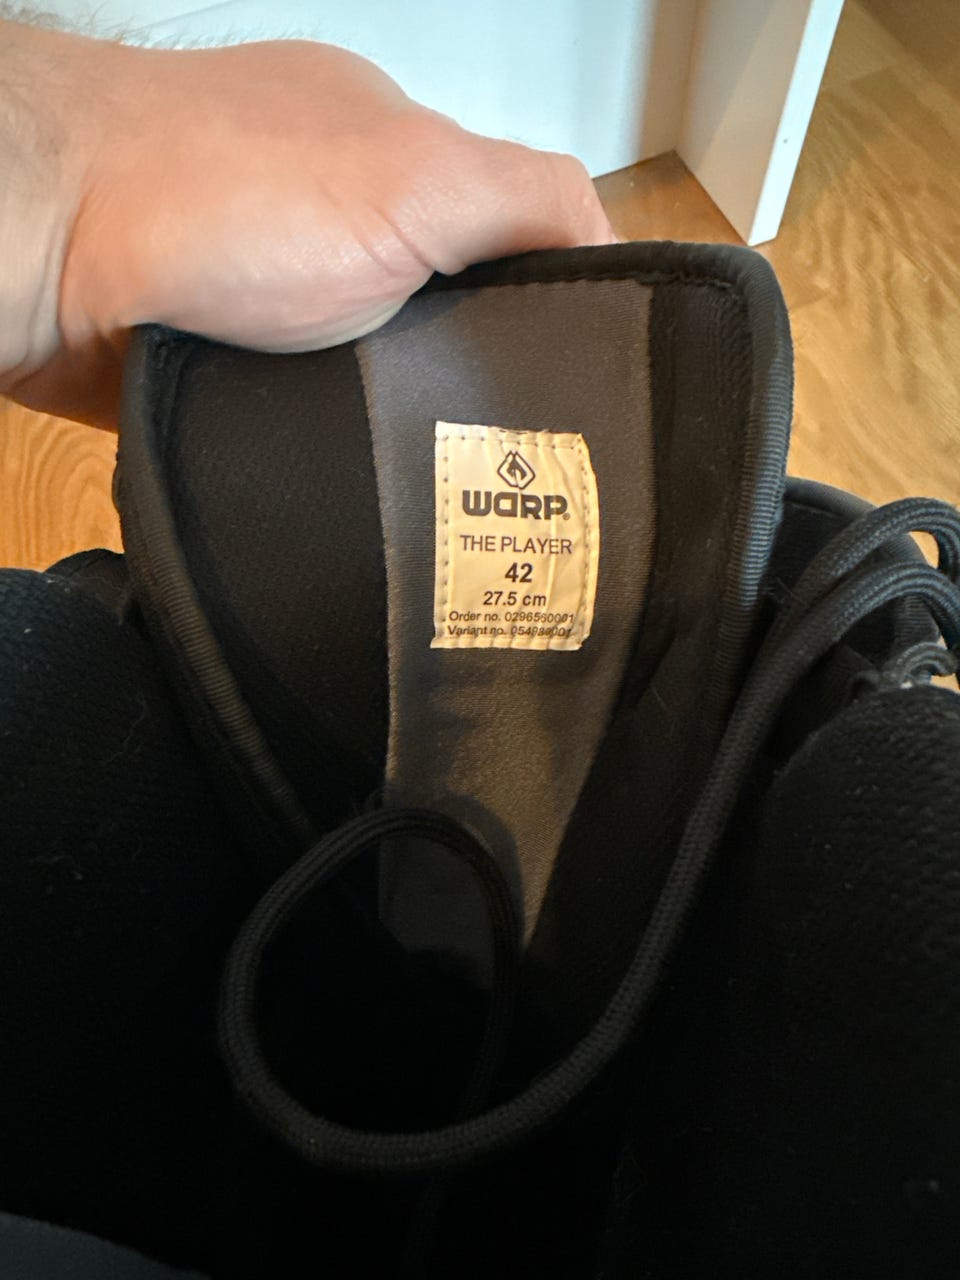 WARP®
THE PLAYER
42
27.5 cm
Order no. 0296560001
Variant no.